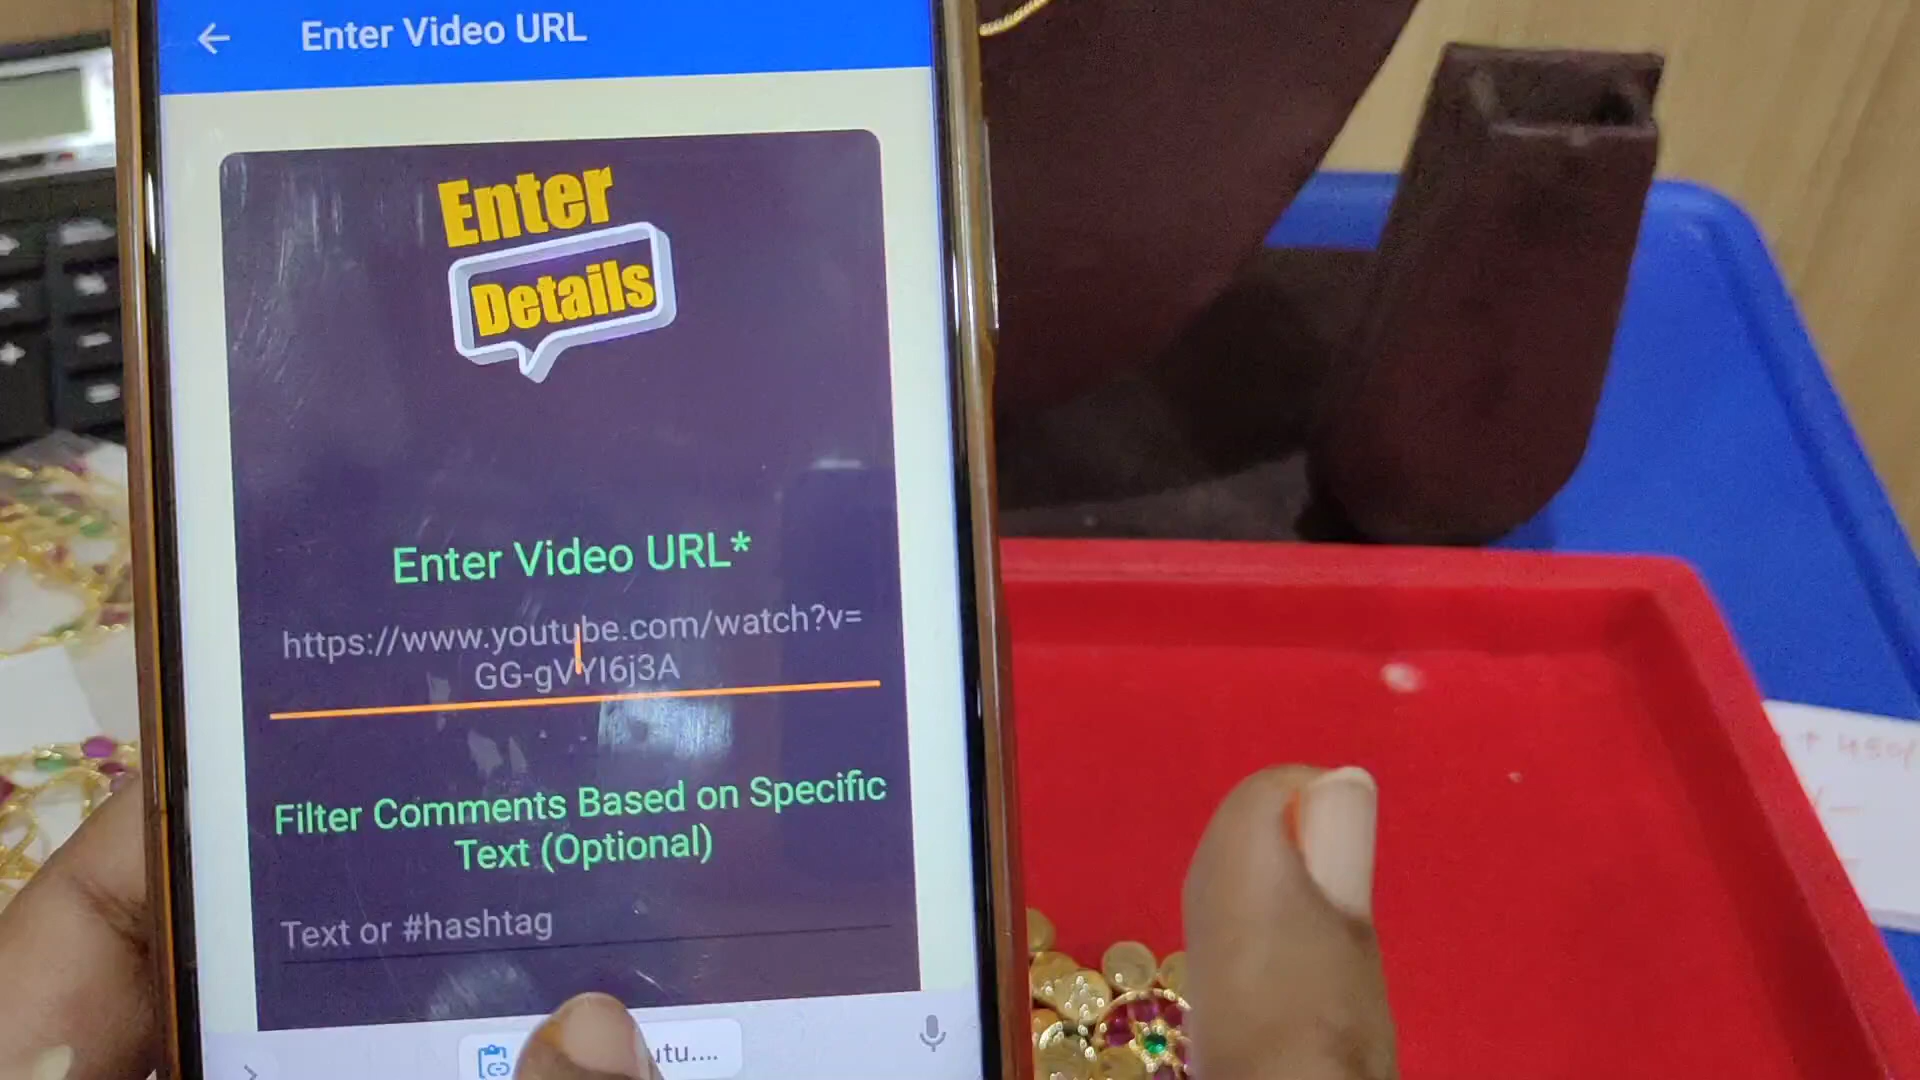 Enter Video URL
Enter
Details
Enter Video URL*
https://www.youtube.com/watch?v=
GG-gVYI6j3A
Filter Comments Based on Specific
Text (Optional)
Text or #hashtag
utu....